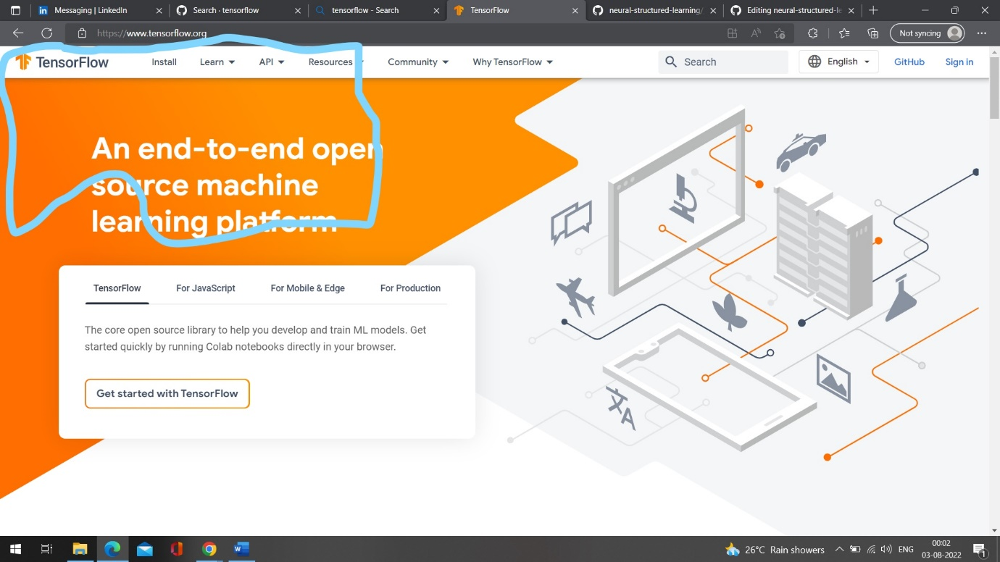 Messaging | LinkedIn
Search · tensorflow
tensorflow - Search
TensorFlow
neural-structured-learning/
Editing neural-structured-le
https://www.tensorflow.org
Not syncing
TensorFlow
Install
Learn
API
Resources
Community
Why TensorFlow
Search
English
GitHub
Sign in
An end-to-end open
source machine
learning platform
TensorFlow
For JavaScript
For Mobile & Edge
For Production
The core open source library to help you develop and train ML models. Get
started quickly by running Colab notebooks directly in your browser.
Get started with TensorFlow
26°C Rain showers
ENG
00:02
03-08-2022
1